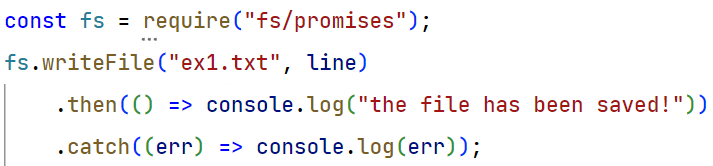 const fs = require("fs/promises");
fs.writeFile("ex1.txt", line)
    .then(() => console.log("the file has been saved!"))
    .catch((err) => console.log(err));